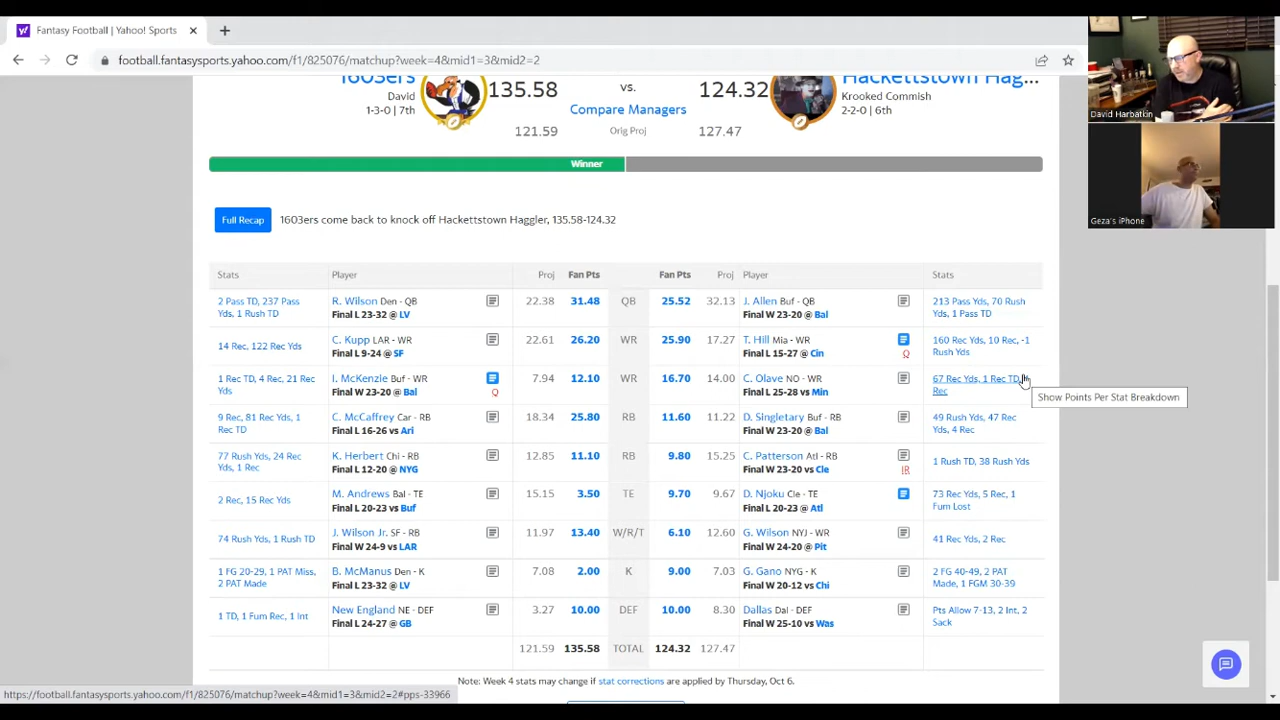 Fantasy Football | Yahoo! Sports
football.fantasysports.yahoo.com/f1/825076/matchup?week=4&mid1=3&mid2=2
1603ers 135.58 vs. 124.32 Hackettstown Hag...
David Compare Managers Krooked Commish
1-3-0 | 7th 2-2-0 | 6th
121.59 Orig Proj 127.47
Winner
Full Recap 1603ers come back to knock off Hackettstown Haggler, 135.58-124.32
Stats Player Proj Fan Pts Fan Pts Proj Player Stats
2 Pass TD, 237 Pass R. Wilson Den - QB 22.38 31.48 QB 25.52 32.13 J. Allen Buf - QB 213 Pass Yds, 70 Rush
Yds, 1 Rush TD Final L 23-32 @ LV Final W 23-20 @ Bal Yds, 1 Pass TD
14 Rec, 122 Rec Yds C. Kupp LAR - WR 22.81 26.20 WR 25.90 17.27 T. Hill Mia - WR 160 Rec Yds, 10 Rec, -1
Final L 9-24 @ SF Final L 15-27 @ Cin Q Rush Yds
1 Rec TD, 4 Rec, 21 Rec I. McKenzie Buf - WR 7.94 12.10 WR 16.70 14.00 C. Olave NO - WR 67 Rec Yds, 1 Rec TD,
Yds Final W 23-20 @ Bal Q Final L 25-28 vs Min Rec
Show Points Per Stat Breakdown
9 Rec, 81 Rec Yds, 1 C. McCaffrey Car - RB 18.34 25.80 RB 11.60 11.22 D. Singletary Buf - RB 49 Rush Yds, 47 Rec
Rec TD Final L 16-26 vs Ari Final W 23-20 @ Bal Yds, 4 Rec
77 Rush Yds, 24 Rec K. Herbert Chi - RB 12.85 11.10 RB 9.80 15.25 C. Patterson Atl - RB 1 Rush TD, 38 Rush Yds
Yds, 1 Rec Final L 12-20 @ NYG Final W 23-20 vs Cle IR
2 Rec, 15 Rec Yds M. Andrews Bal - TE 15.15 3.50 TE 9.70 9.67 D. Njoku Cle - TE 73 Rec Yds, 5 Rec, 1
Final L 20-23 vs Buf Final L 20-23 @ Atl Fum Lost
74 Rush Yds, 1 Rush TD J. Wilson Jr. SF - RB 11.97 13.40 W/R/T 6.10 12.60 G. Wilson NYJ - WR 41 Rec Yds, 2 Rec
Final W 24-9 vs LAR Final W 24-20 @ Pit
1 FG 20-29, 1 PAT Miss, B. McManus Den - K 7.08 2.00 K 9.00 7.03 G. Gano NYG - K 2 FG 40-49, 2 PAT
2 PAT Made Final L 23-32 @ LV Final W 20-12 vs Chi Made, 1 FGM 30-39
1 TD, 1 Fum Rec, 1 Int New England NE - DEF 3.27 10.00 DEF 10.00 8.30 Dallas Dal - DEF Pts Allow 7-13, 2 Int, 2
Final L 24-27 @ GB Final W 25-10 vs Was Sack
121.59 135.58 TOTAL 124.32 127.47
Note: Week 4 stats may change if stat corrections are applied by Thursday, Oct 6.
https://football.fantasysports.yahoo.com/f1/825076/matchup?week=4&mid1=3&mid2=2#pps-33966
David Harbatkin
Geza's iPhone